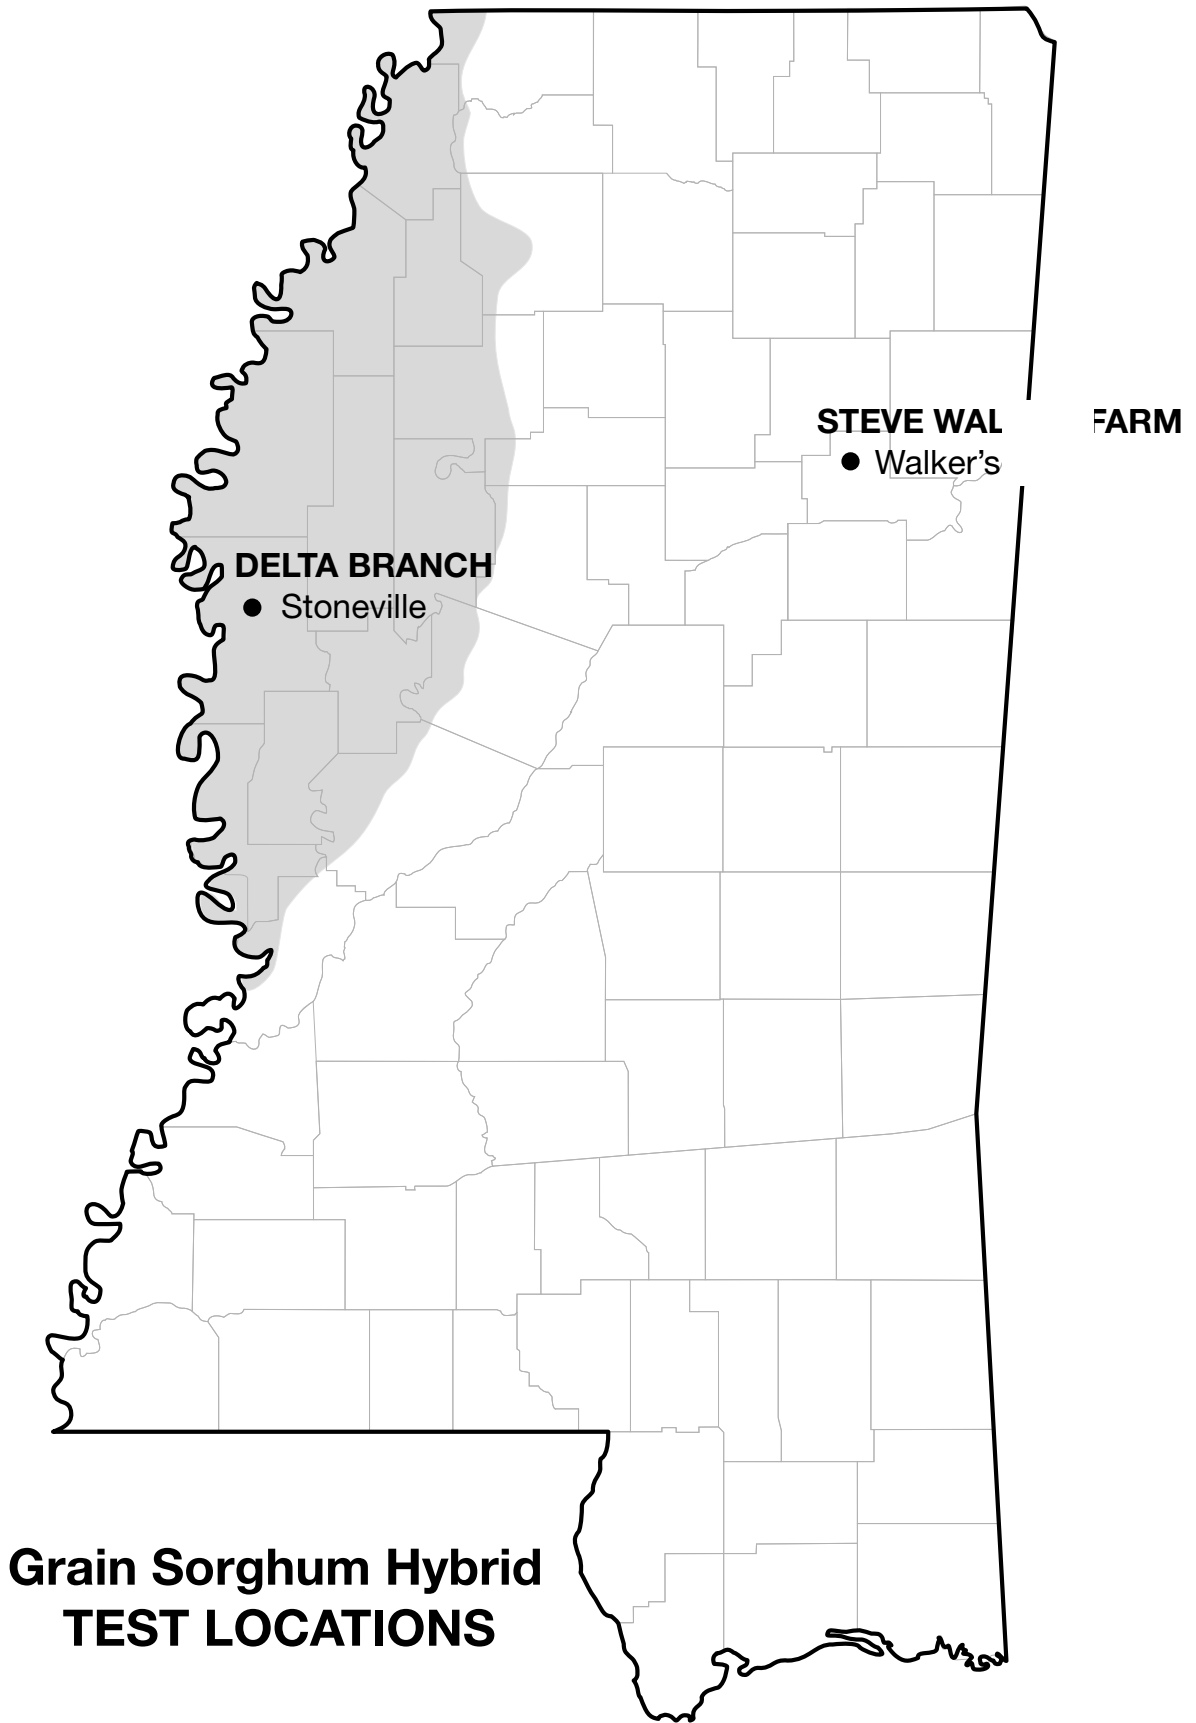 STEVE WAL FARM
Walker's
DELTA BRANCH
Stoneville
Grain Sorghum Hybrid
TEST LOCATIONS